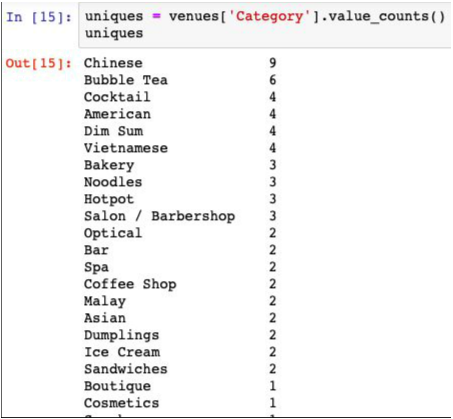 In [15]: uniques = venues['Category'].value_counts()
uniques
Out[15]: Chinese 9
Bubble Tea 6
Cocktail 4
American 4
Dim Sum 4
Vietnamese 4
Bakery 3
Noodles 3
Hotpot 3
Salon / Barbershop 3
Optical 2
Bar 2
Spa 2
Coffee Shop 2
Malay 2
Asian 2
Dumplings 2
Ice Cream 2
Sandwiches 2
Boutique 1
Cosmetics 1